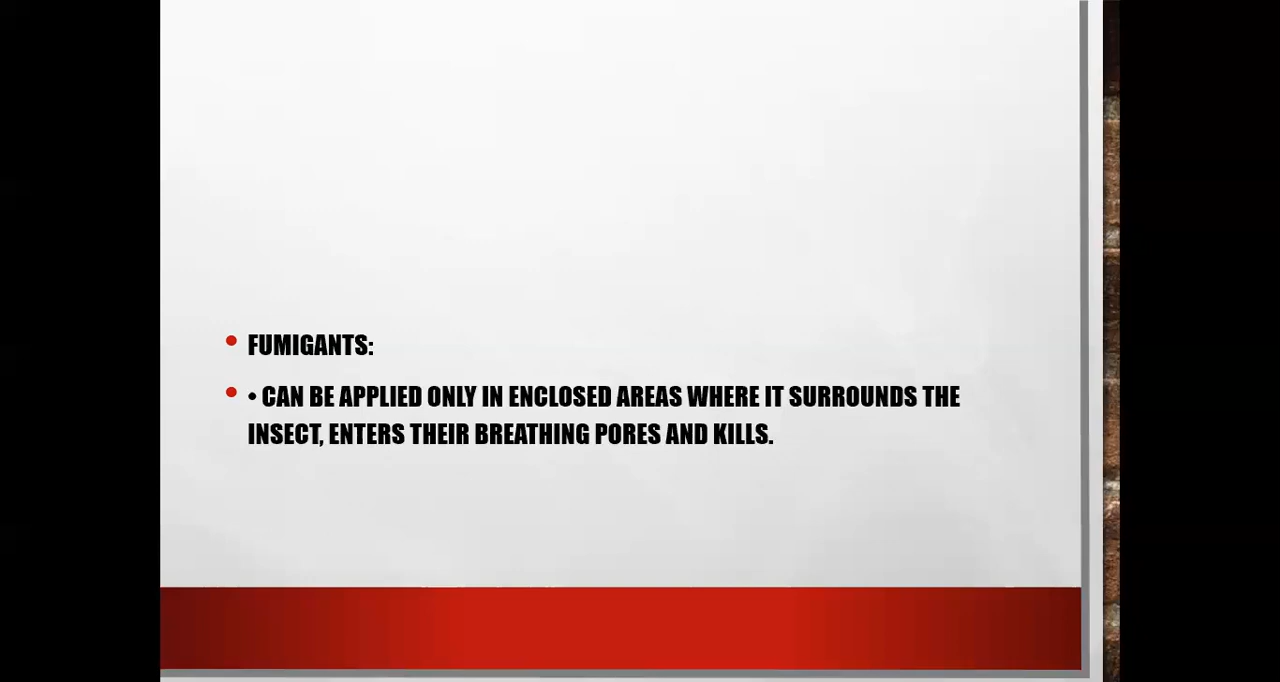 • FUMIGANTS:
• • CAN BE APPLIED ONLY IN ENCLOSED AREAS WHERE IT SURROUNDS THE
INSECT, ENTERS THEIR BREATHING PORES AND KILLS.